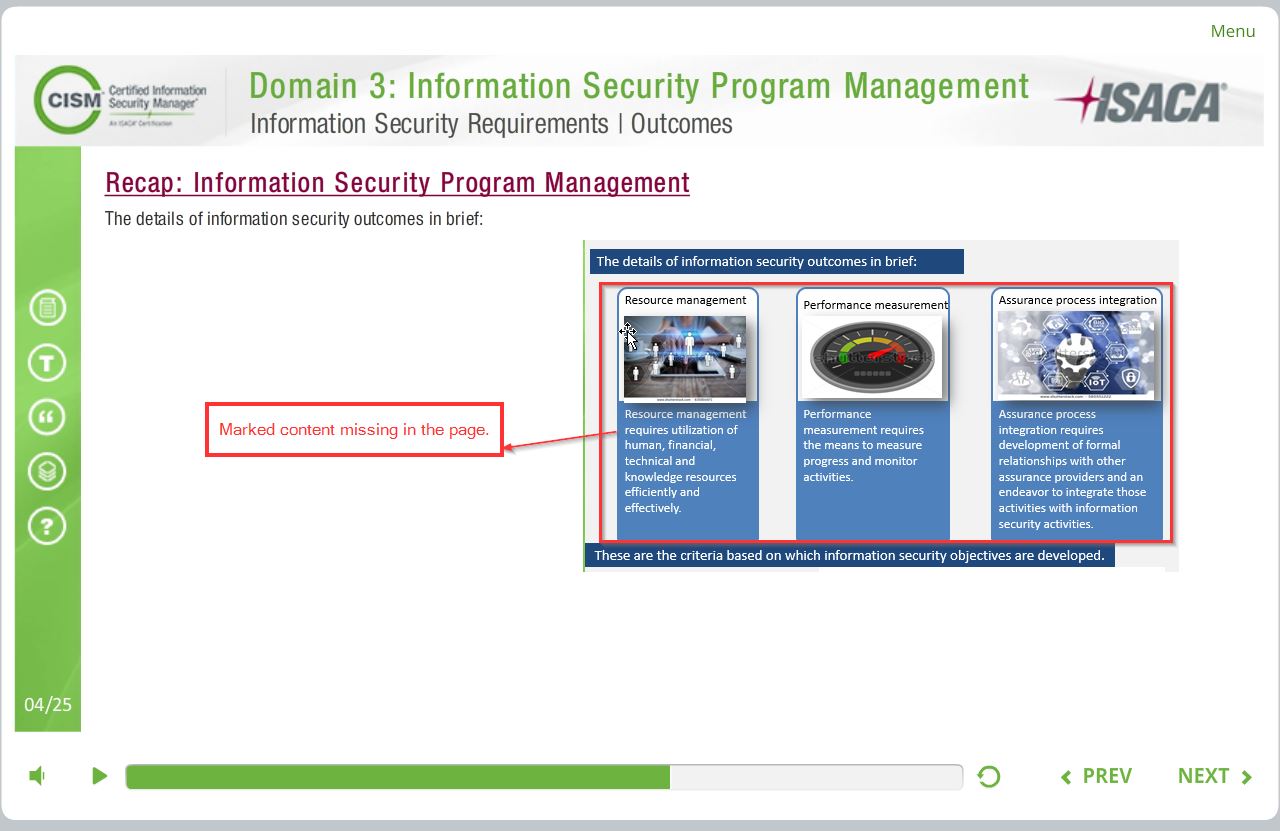 Menu
CISM
Certified Information
Security Manager®
An ISACA® Certification
Domain 3: Information Security Program Management
Information Security Requirements | Outcomes
ISACA®
Recap: Information Security Program Management
The details of information security outcomes in brief:
The details of information security outcomes in brief:
Resource management
Resource management
requires utilization of
human, financial,
technical and
knowledge resources
efficiently and
effectively.
Performance measurement
shutterstock
Performance
measurement requires
the means to measure
progress and monitor
activities.
Assurance process integration
IoT
Assurance process
integration requires
development of formal
relationships with other
assurance providers and an
endeavor to integrate those
activities with information
security activities.
These are the criteria based on which information security objectives are developed.
Marked content missing in the page.
T
?
04/25
PREV
NEXT